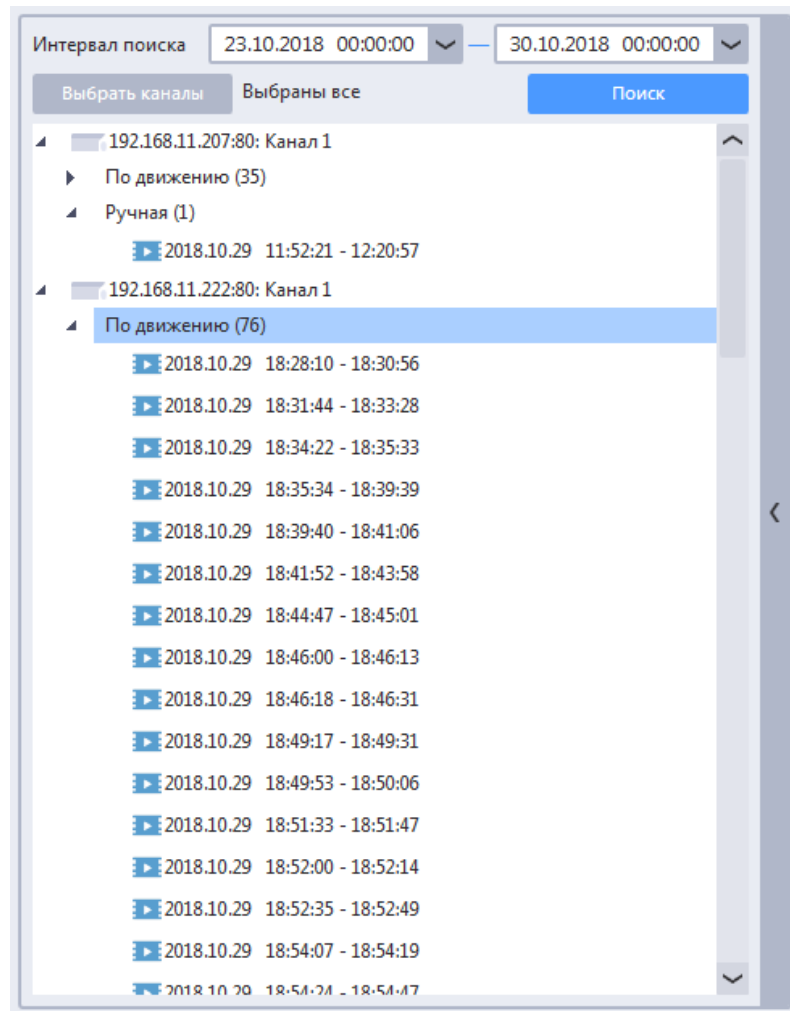 Интервал поиска 23.10.2018 00:00:00 — 30.10.2018 00:00:00
Выбрать каналы Выбраны все Поиск
192.168.11.207:80: Канал 1
По движению (35)
Ручная (1)
2018.10.29 11:52:21 - 12:20:57
192.168.11.222:80: Канал 1
По движению (76)
2018.10.29 18:28:10 - 18:30:56
2018.10.29 18:31:44 - 18:33:28
2018.10.29 18:34:22 - 18:35:33
2018.10.29 18:35:34 - 18:39:39
2018.10.29 18:39:40 - 18:41:06
2018.10.29 18:41:52 - 18:43:58
2018.10.29 18:44:47 - 18:45:01
2018.10.29 18:46:00 - 18:46:13
2018.10.29 18:46:18 - 18:46:31
2018.10.29 18:49:17 - 18:49:31
2018.10.29 18:49:53 - 18:50:06
2018.10.29 18:51:33 - 18:51:47
2018.10.29 18:52:00 - 18:52:14
2018.10.29 18:52:35 - 18:52:49
2018.10.29 18:54:07 - 18:54:19
2018.10.29 18:54:24 - 18:54:47